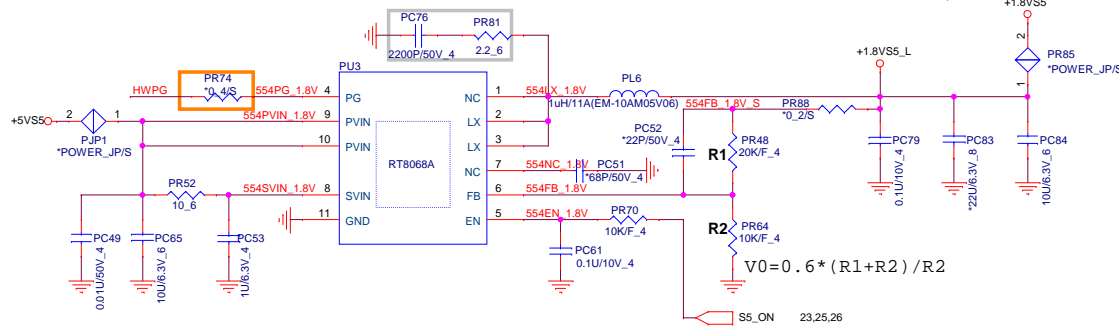 +1.8VS5
PC76
PR81
2200P/50V_4
2.2_6
+1.8VS5_L
2
PR85
*POWER_JP/S
1
PU3
PR74
*0_4/S
HWPG
554PG_1.8V
4
PG
NC
1
554LX_1.8V
PL6
1uH/11A(EM-10AM05V06)
554FB_1.8V_S
PR88
*0_2/S
+5VS5
2
1
PJP1
*POWER_JP/S
554PVIN_1.8V
9
PVIN
LX
2
10
PVIN
LX
3
RT8068A
PC52
*22P/50V_4
R1
PR48
20K/F_4
PC79
0.1U/10V_4
PC83
*22U/6.3V_8
PC84
10U/6.3V_6
NC
7
554NC_1.8V
PC51
*68P/50V_4
PR52
10_6
554SVIN_1.8V
8
SVIN
FB
6
554FB_1.8V
11
GND
EN
5
554EN_1.8V
PR70
10K/F_4
R2
PR64
10K/F_4
PC49
0.01U/50V_4
PC65
10U/6.3V_6
PC53
1U/6.3V_4
PC61
0.1U/10V_4
V0=0.6*(R1+R2)/R2
S5_ON
23,25,26